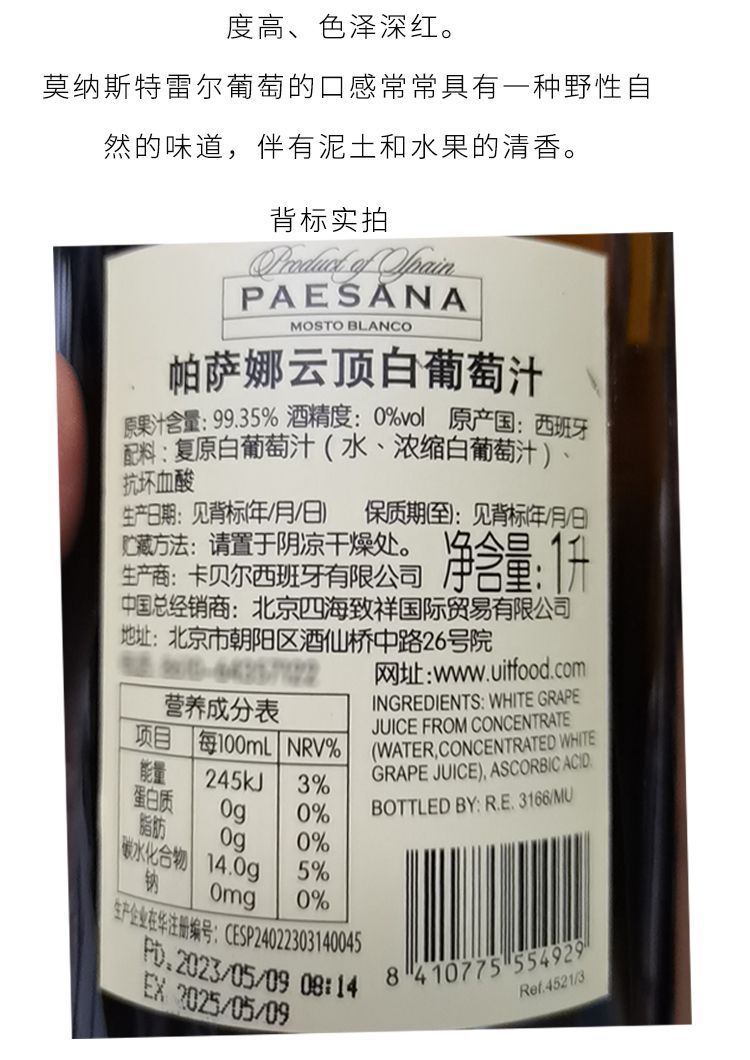 度高、色泽深红。
莫纳斯特雷尔葡萄的口感常常具有一种野性自
然的味道，伴有泥土和水果的清香。
背标实拍
Product of Spain
PAESANA
MOSTO BLANCO
帕萨娜云顶白葡萄汁
原果汁含量: 99.35% 酒精度: 0%vol 原产国: 西班牙
配料: 复原白葡萄汁（水、浓缩白葡萄汁）、
抗坏血酸
生产日期: 见背标(年/月/日) 保质期(至): 见背标(年/月/日)
贮藏方法: 请置于阴凉干燥处。
净含量: 1升
生产商: 卡贝尔西班牙有限公司
中国总经销商: 北京四海致祥国际贸易有限公司
地址: 北京市朝阳区酒仙桥中路26号院
网址:www.uitfood.com
营养成分表
项目 每100mL NRV%
能量 245kJ 3%
蛋白质 0g 0%
脂肪 0g 0%
碳水化合物 14.0g 5%
钠 0mg 0%
INGREDIENTS: WHITE GRAPE
JUICE FROM CONCENTRATE
(WATER,CONCENTRATED WHITE
GRAPE JUICE), ASCORBIC ACID.
BOTTLED BY: R.E. 3166/MU
生产企业在华注册编号: CESP24022303140045
PD: 2023/05/09 08:14
EX 2025/05/09
8 410775 554929
Ref.4521/3